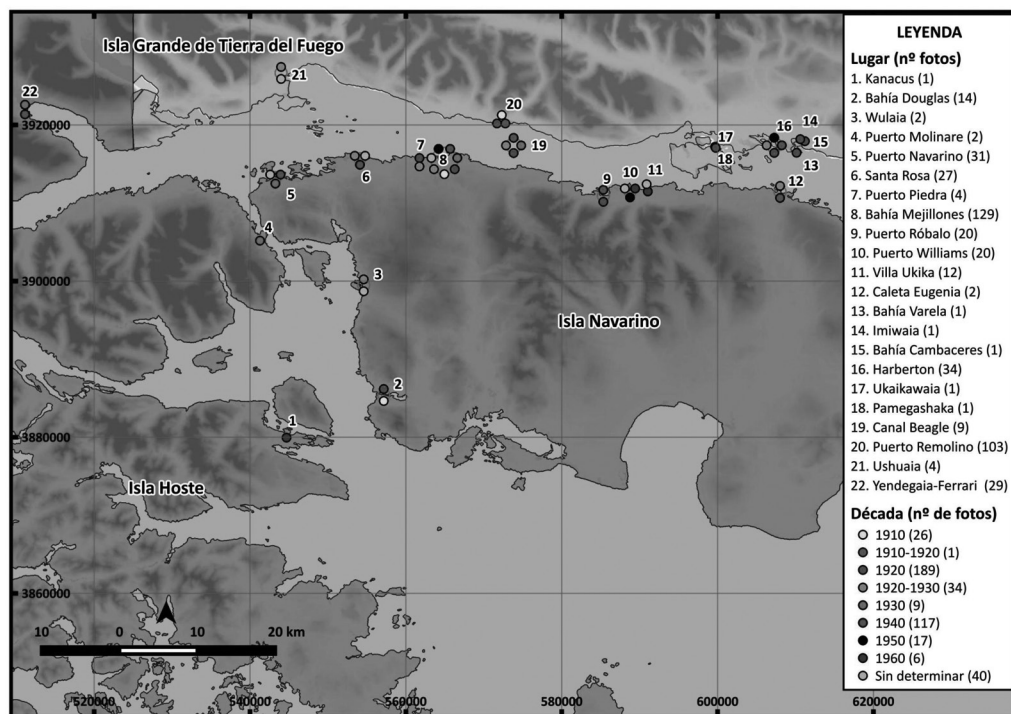 Isla Grande de Tierra del Fuego
22
21
20
19
17
18
16
14
15
13
12
7
8
6
5
9
10
11
4
3
2
1
Isla Navarino
Isla Hoste
3920000
3900000
3880000
3860000
10 0 10 20 km
520000 540000 560000 580000 600000 620000
LEYENDA
Lugar (nº fotos)
1. Kanacus (1)
2. Bahía Douglas (14)
3. Wulaia (2)
4. Puerto Molinare (2)
5. Puerto Navarino (31)
6. Santa Rosa (27)
7. Puerto Piedra (4)
8. Bahía Mejillones (129)
9. Puerto Róbalo (20)
10. Puerto Williams (20)
11. Villa Ukika (12)
12. Caleta Eugenia (2)
13. Bahía Varela (1)
14. Imiwaia (1)
15. Bahía Cambaceres (1)
16. Harberton (34)
17. Ukaikawaia (1)
18. Pamegashaka (1)
19. Canal Beagle (9)
20. Puerto Remolino (103)
21. Ushuaia (4)
22. Yendegaia-Ferrari (29)
Década (nº de fotos)
1910 (26)
1910-1920 (1)
1920 (189)
1920-1930 (34)
1930 (9)
1940 (117)
1950 (17)
1960 (6)
Sin determinar (40)